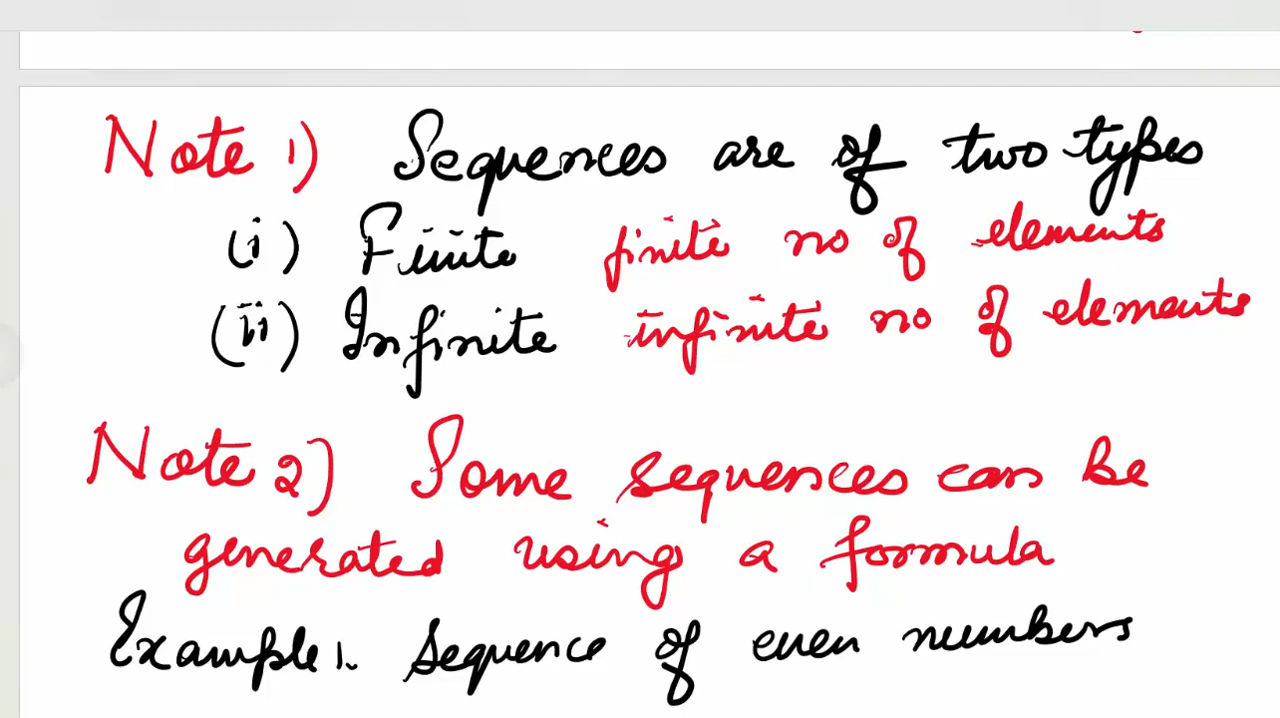 Note 1) Sequences are of two types
(i) Finite finite no of elements
(ii) Infinite infinite no of elements
Note 2) Some sequences can be
generated using a formula
Example 1. Sequence of even numbers